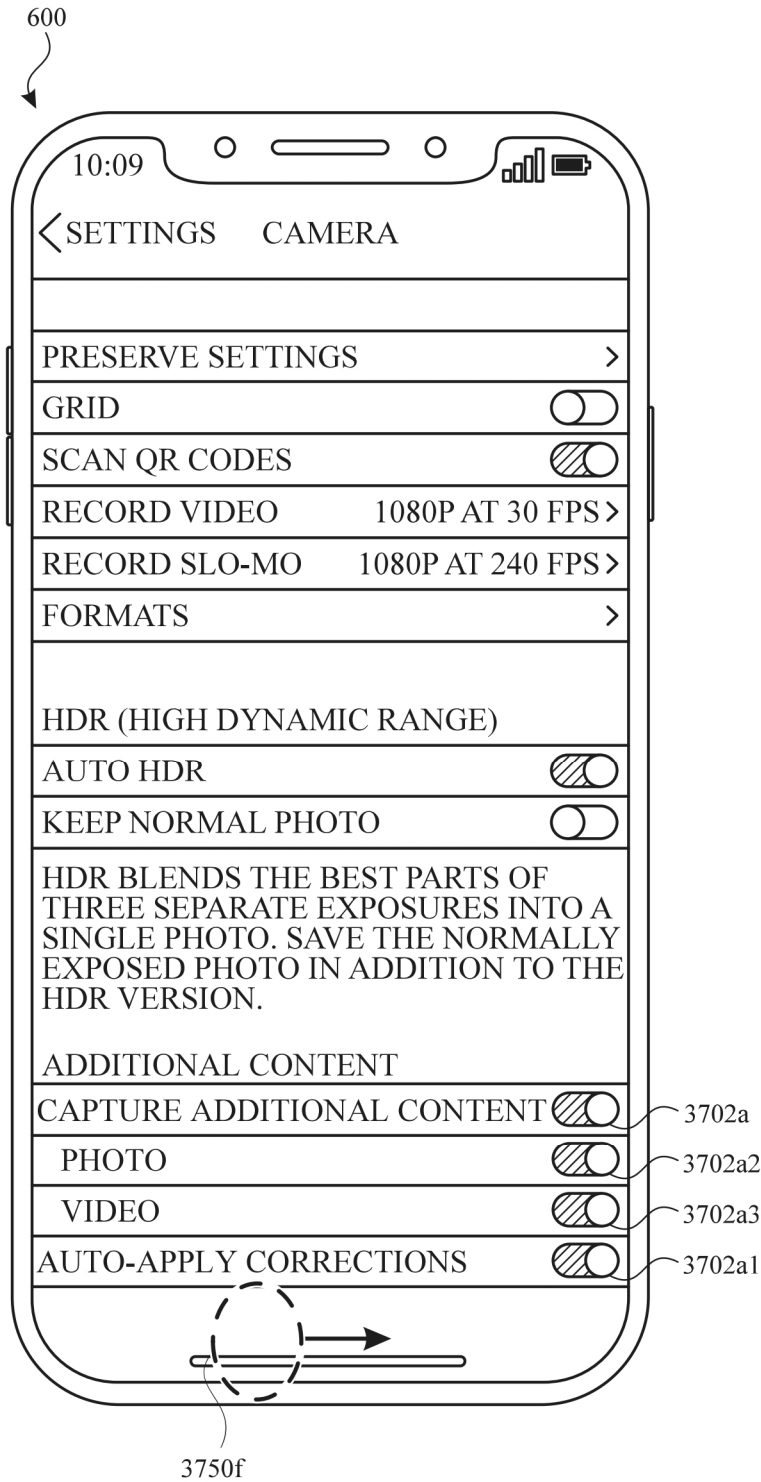 600
10:09
SETTINGS CAMERA
PRESERVE SETTINGS
GRID
SCAN QR CODES
RECORD VIDEO 1080P AT 30 FPS
RECORD SLO-MO 1080P AT 240 FPS
FORMATS
HDR (HIGH DYNAMIC RANGE)
AUTO HDR
KEEP NORMAL PHOTO
HDR BLENDS THE BEST PARTS OF
THREE SEPARATE EXPOSURES INTO A
SINGLE PHOTO. SAVE THE NORMALLY
EXPOSED PHOTO IN ADDITION TO THE
HDR VERSION.
ADDITIONAL CONTENT
CAPTURE ADDITIONAL CONTENT 3702a
PHOTO 3702a2
VIDEO 3702a3
AUTO-APPLY CORRECTIONS 3702a1
3750f